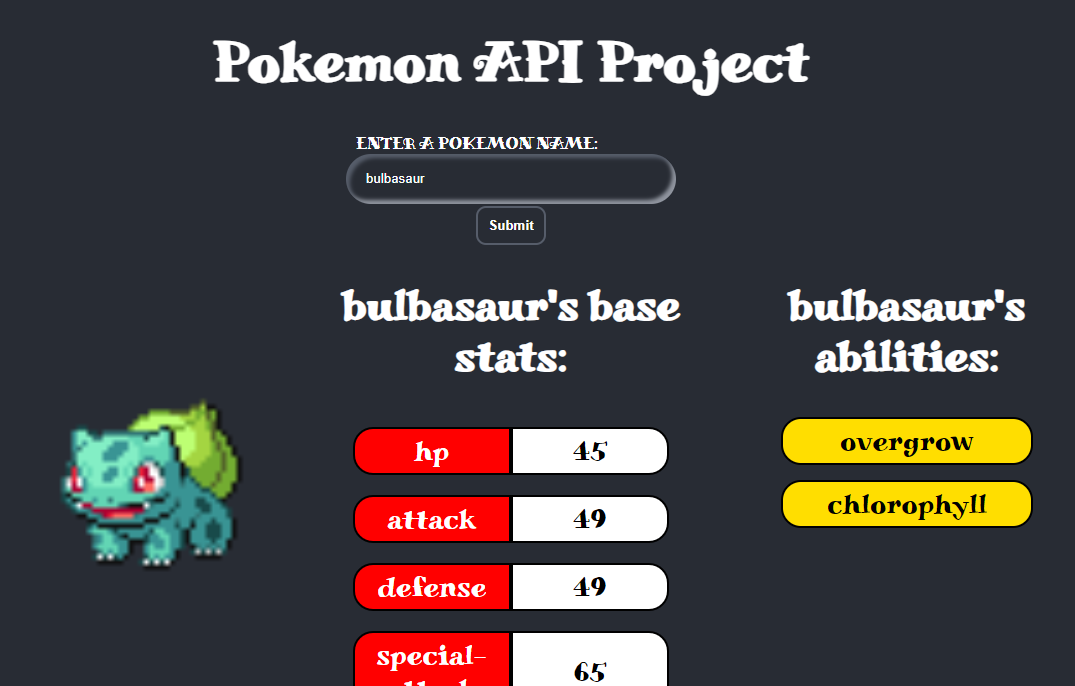 Pokemon API Project
ENTER A POKEMON NAME:
bulbasaur
Submit
bulbasaur's base
stats:
hp 45
attack 49
defense 49
special-
65
bulbasaur's
abilities:
overgrow
chlorophyll